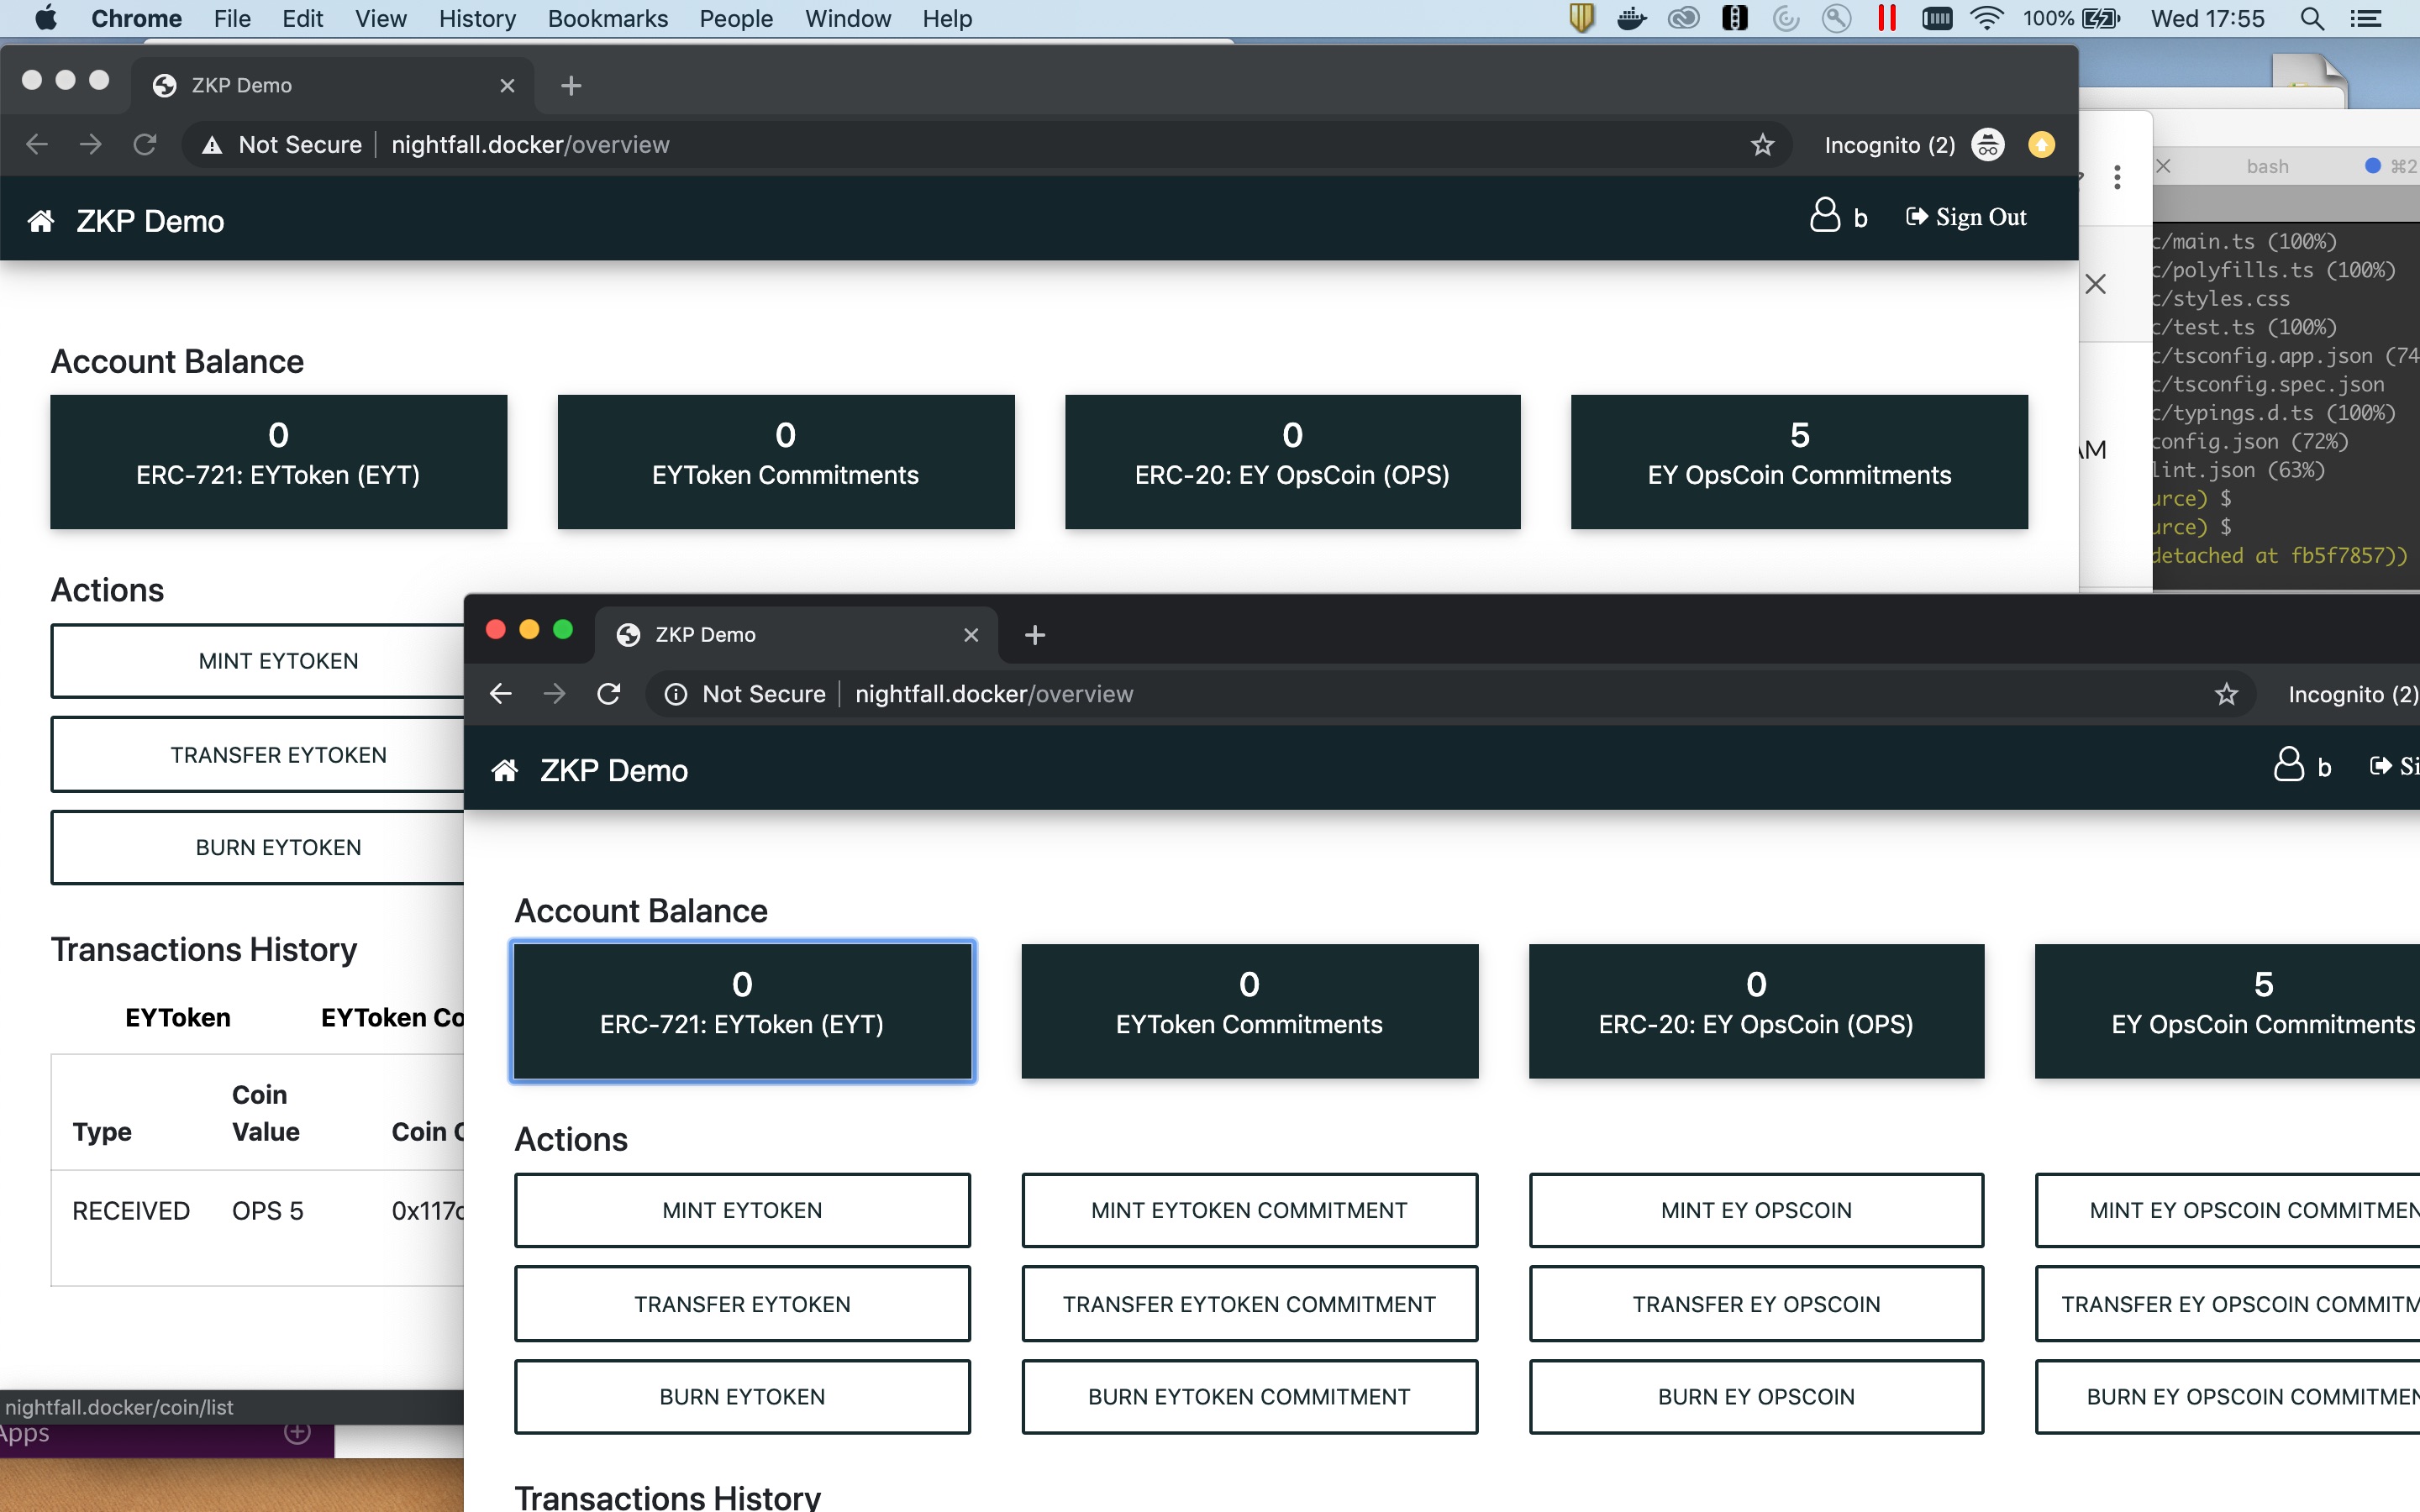 Chrome File Edit View History Bookmarks People Window Help 100% Wed 17:55
ZKP Demo
Not Secure nightfall.docker/overview Incognito (2)
ZKP Demo b Sign Out
Account Balance
0 0 0 5
ERC-721: EYToken (EYT) EYToken Commitments ERC-20: EY OpsCoin (OPS) EY OpsCoin Commitments
Actions
MINT EYTOKEN
TRANSFER EYTOKEN
BURN EYTOKEN
Transactions History
EYToken EYToken Co
Type Coin Value Coin C
RECEIVED OPS 5 0x117c
nightfall.docker/coin/list
Apps
bash ⌘2
c/main.ts (100%)
c/polyfills.ts (100%)
c/styles.css
c/test.ts (100%)
c/tsconfig.app.json (74
c/tsconfig.spec.json
c/typings.d.ts (100%)
config.json (72%)
lint.json (63%)
urce) $
urce) $
detached at fb5f7857))
AM
ZKP Demo
Not Secure nightfall.docker/overview Incognito (2)
ZKP Demo b Si
Account Balance
0 0 0 5
ERC-721: EYToken (EYT) EYToken Commitments ERC-20: EY OpsCoin (OPS) EY OpsCoin Commitments
Actions
MINT EYTOKEN MINT EYTOKEN COMMITMENT MINT EY OPSCOIN MINT EY OPSCOIN COMMITMEN
TRANSFER EYTOKEN TRANSFER EYTOKEN COMMITMENT TRANSFER EY OPSCOIN TRANSFER EY OPSCOIN COMMITM
BURN EYTOKEN BURN EYTOKEN COMMITMENT BURN EY OPSCOIN BURN EY OPSCOIN COMMITMEN
Transactions History